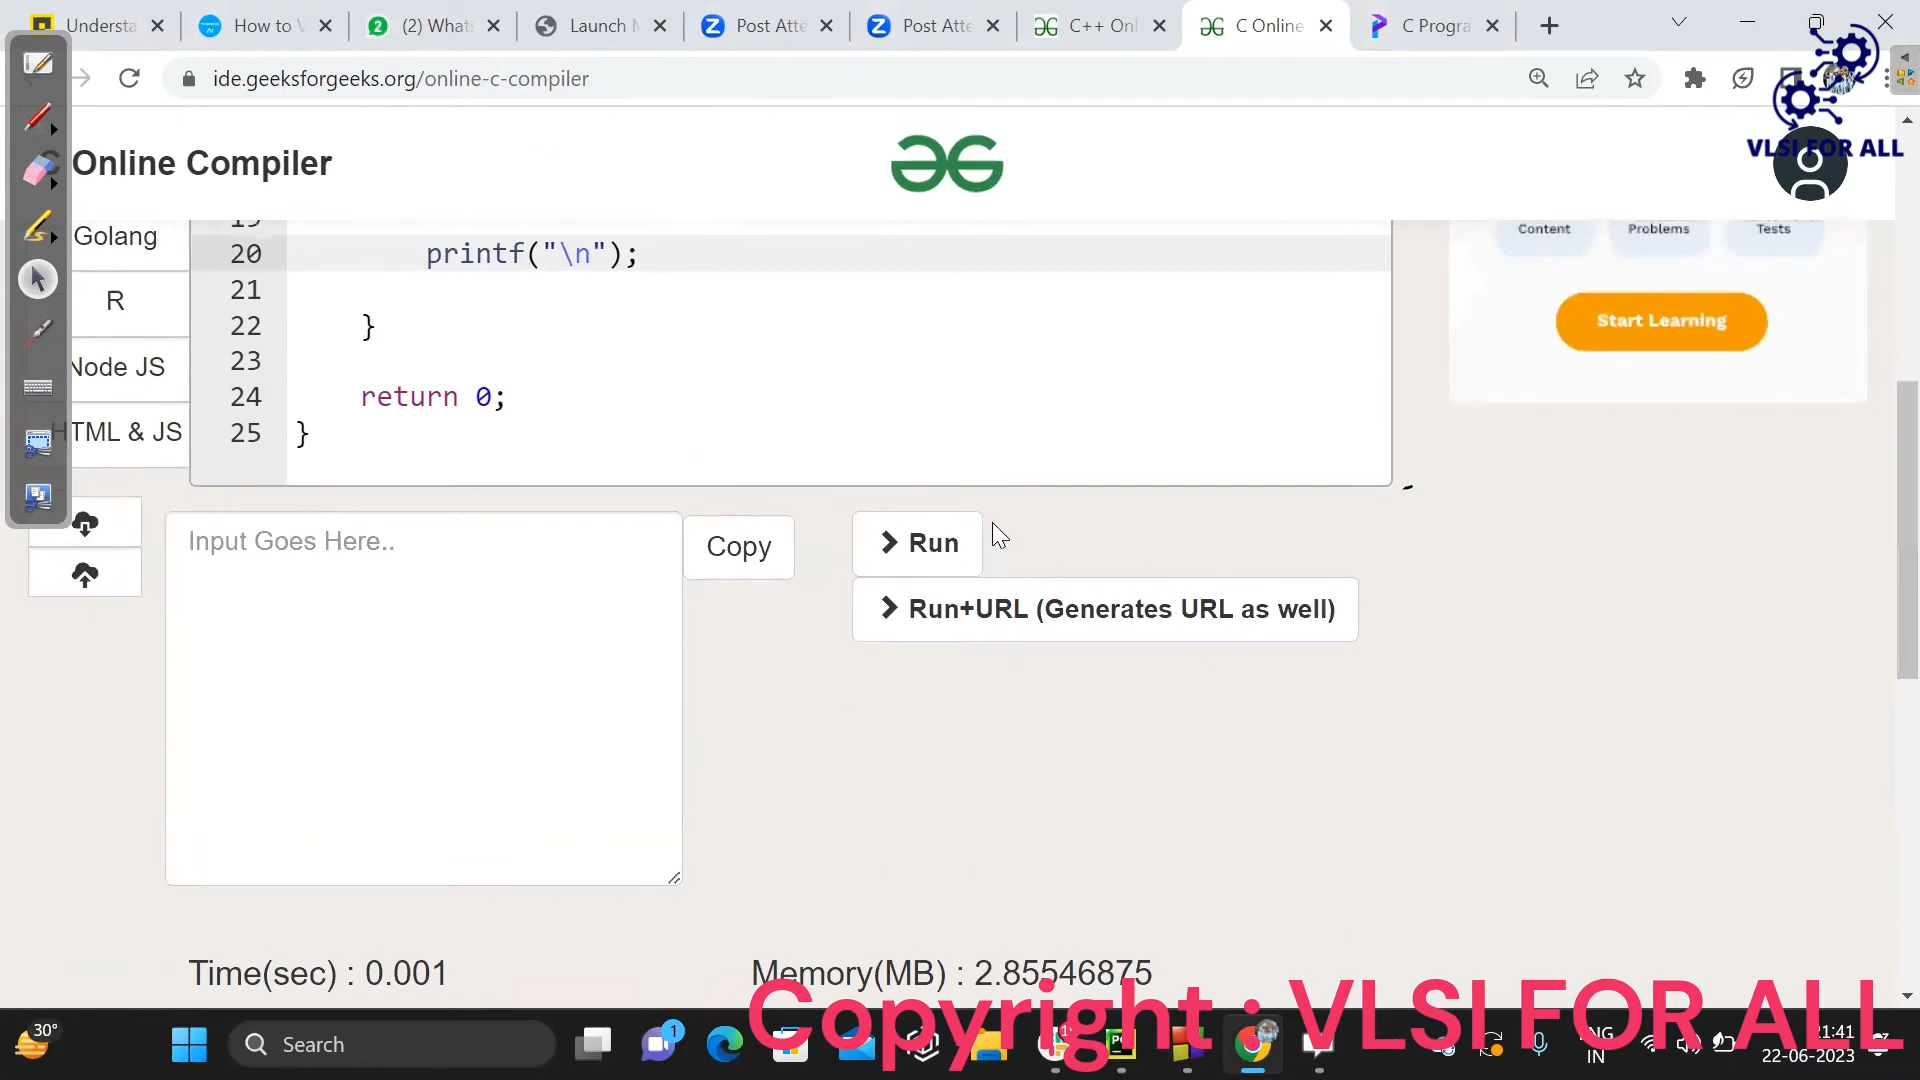 Understa
How to V
(2) What:
Launch M
Post Atte
Post Atte
C++ Onl
C Online
C Progra
ide.geeksforgeeks.org/online-c-compiler
VLSI FOR ALL
Online Compiler
Golang
R
Node JS
HTML & JS
20 printf("\n");
21
22 }
23
24 return 0;
25 }
Content
Problems
Tests
Start Learning
Input Goes Here..
Copy
Run
Run+URL (Generates URL as well)
Time(sec) : 0.001
Memory(MB) : 2.85546875
Copyright : VLSI FOR ALL
30°
Search
1
ENG
IN
21:41
22-06-2023